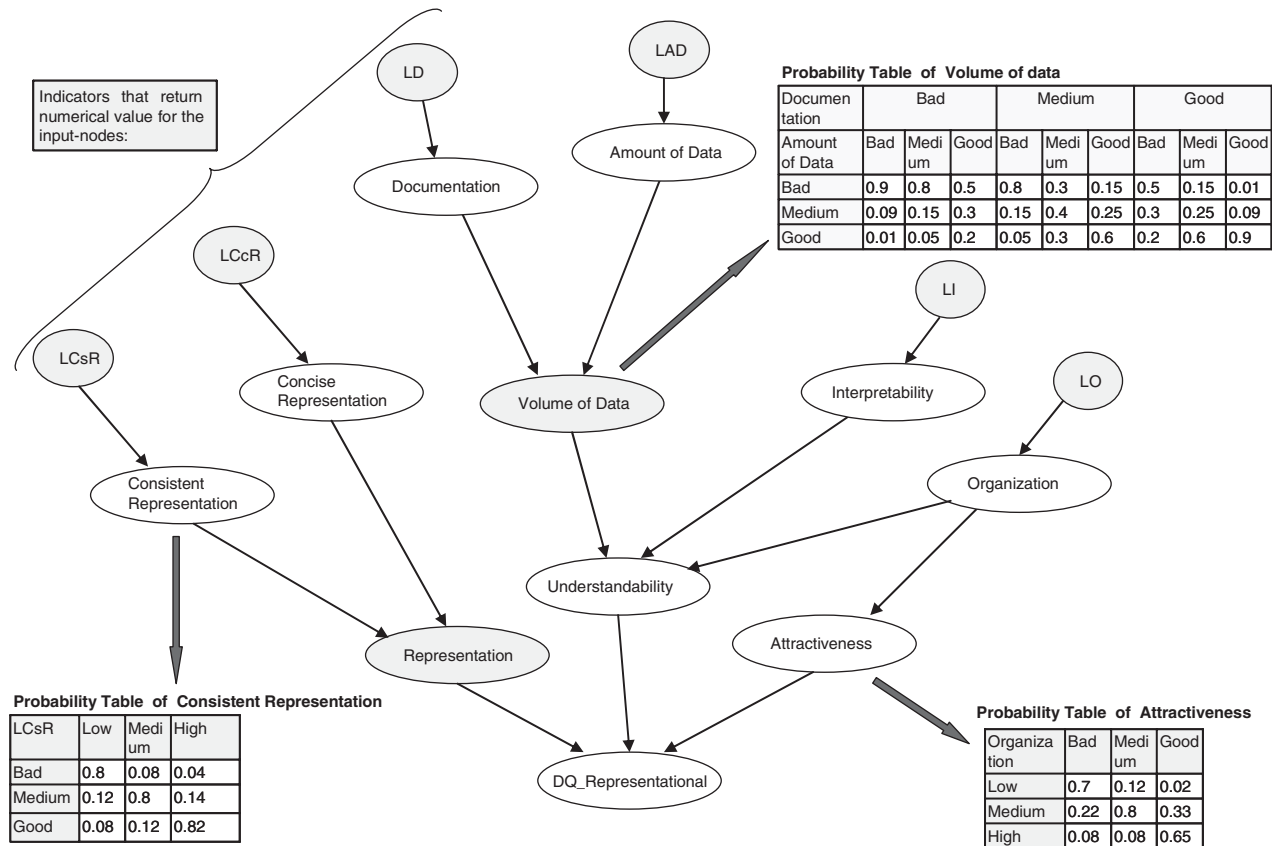 LD
LAD
Indicators that return
numerical value for the
input-nodes:
Probability Table of Volume of data
Documen
tation
Bad
Medium
Good
Amount
of Data
Bad
Medi
um
Good
Bad
Medi
um
Good
Bad
Medi
um
Good
Bad 0.9 0.8 0.5 0.8 0.3 0.15 0.5 0.15 0.01
Medium 0.09 0.15 0.3 0.15 0.4 0.25 0.3 0.25 0.09
Good 0.01 0.05 0.2 0.05 0.3 0.6 0.2 0.6 0.9
Amount of Data
Documentation
LCcR
LI
LCsR
LO
Concise
Representation
Volume of Data
Interpretability
Consistent
Representation
Organization
Understandability
Representation
Attractiveness
Probability Table of Consistent Representation
LCsR
Low
Medi
um
High
Bad 0.8 0.08 0.04
Medium 0.12 0.8 0.14
Good 0.08 0.12 0.82
DQ_Representational
Probability Table of Attractiveness
Organiza
tion
Bad
Medi
um
Good
Low 0.7 0.12 0.02
Medium 0.22 0.8 0.33
High 0.08 0.08 0.65